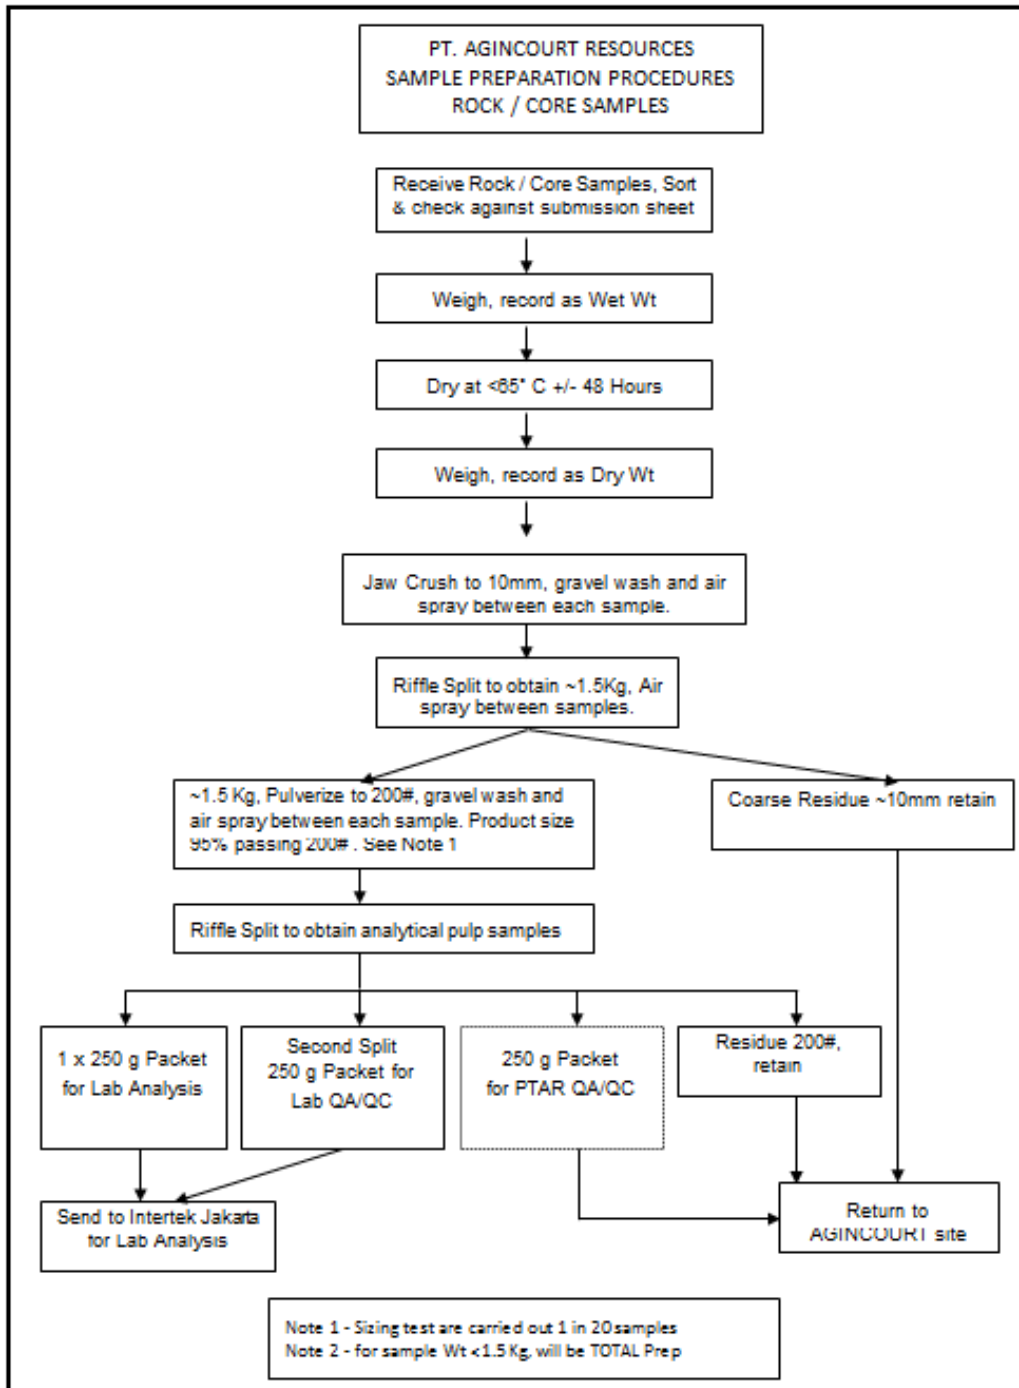 PT. AGINCOURT RESOURCES
SAMPLE PREPARATION PROCEDURES
ROCK / CORE SAMPLES
Receive Rock / Core Samples, Sort
& check against submission sheet
Weigh, record as Wet Wt
Dry at <65° C +/- 48 Hours
Weigh, record as Dry Wt
Jaw Crush to 10mm, gravel wash and air
spray between each sample.
Riffle Split to obtain ~1.5Kg, Air
spray between samples.
~1.5 Kg, Pulverize to 200#, gravel wash and
air spray between each sample. Product size
95% passing 200# . See Note 1
Coarse Residue ~10mm retain
Riffle Split to obtain analytical pulp samples
1 x 250 g Packet
for Lab Analysis
Second Split
250 g Packet for
Lab QA/QC
250 g Packet
for PTAR QA/QC
Residue 200#,
retain
Send to Intertek Jakarta
for Lab Analysis
Return to
AGINCOURT site
Note 1 - Sizing test are carried out 1 in 20 samples
Note 2 - for sample Wt <1.5 Kg, will be TOTAL Prep